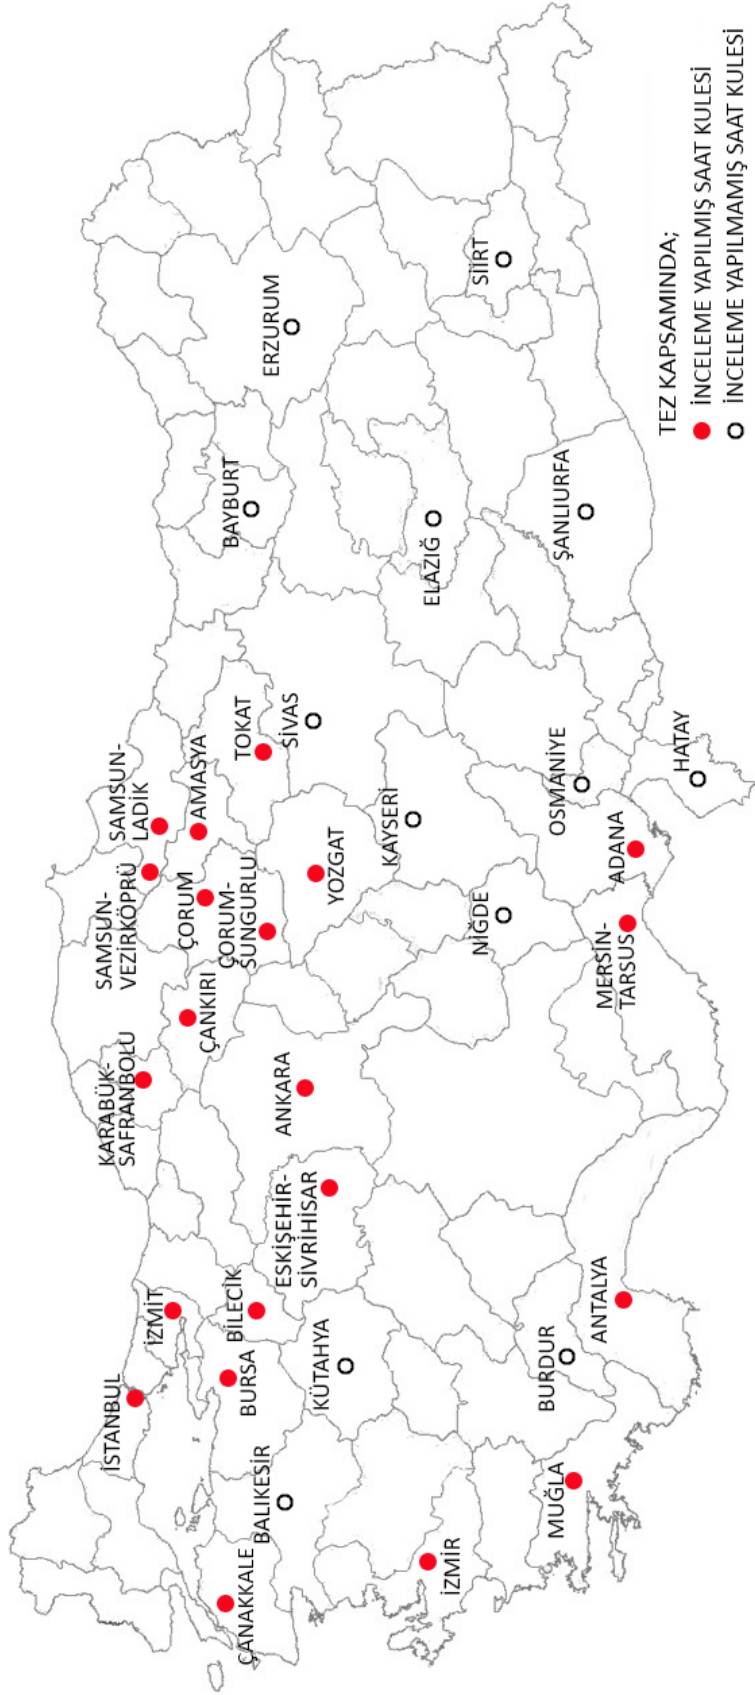 İSTANBUL
İZMİT
KARABÜK-
SAFRANBOLU
SAMSUN-
VEZİRKÖPRÜ
SAMSUN-
LADİK
ÇANAKKALE
BALIKESİR
BURSA
BİLECİK
ÇANKIRI
ÇORUM
ÇORUM-
SUNGURLU
AMASYA
TOKAT
BAYBURT
ERZURUM
ESKİŞEHİR-
SİVRİHİSAR
ANKARA
KÜTAHYA
YOZGAT
SİVAS
İZMİR
KAYSERİ
ELAZIĞ
SİİRT
NİĞDE
MUĞLA
BURDUR
ANTALYA
MERSİN-
TARSUS
ADANA
OSMANİYE
HATAY
ŞANLIURFA
TEZ KAPSAMINDA;
İNCELEME YAPILMIŞ SAAT KULESİ
İNCELEME YAPILMAMIŞ SAAT KULESİ